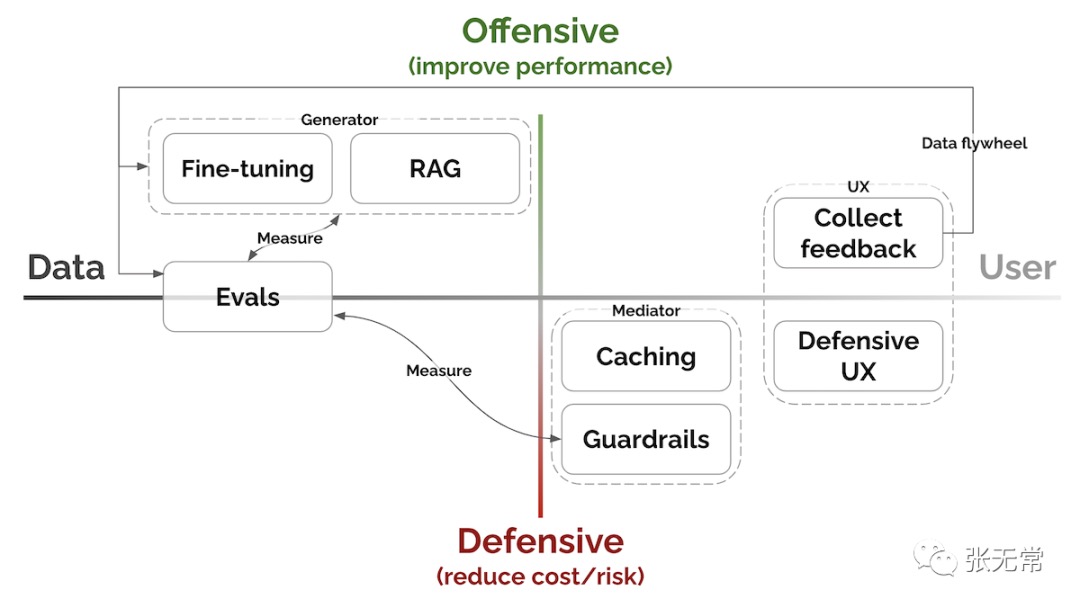 Offensive
(improve performance)
Generator
Fine-tuning
RAG
Data flywheel
UX
Collect
feedback
Measure
Data
User
Evals
Mediator
Caching
Defensive
UX
Measure
Guardrails
Defensive
(reduce cost/risk)
张无常